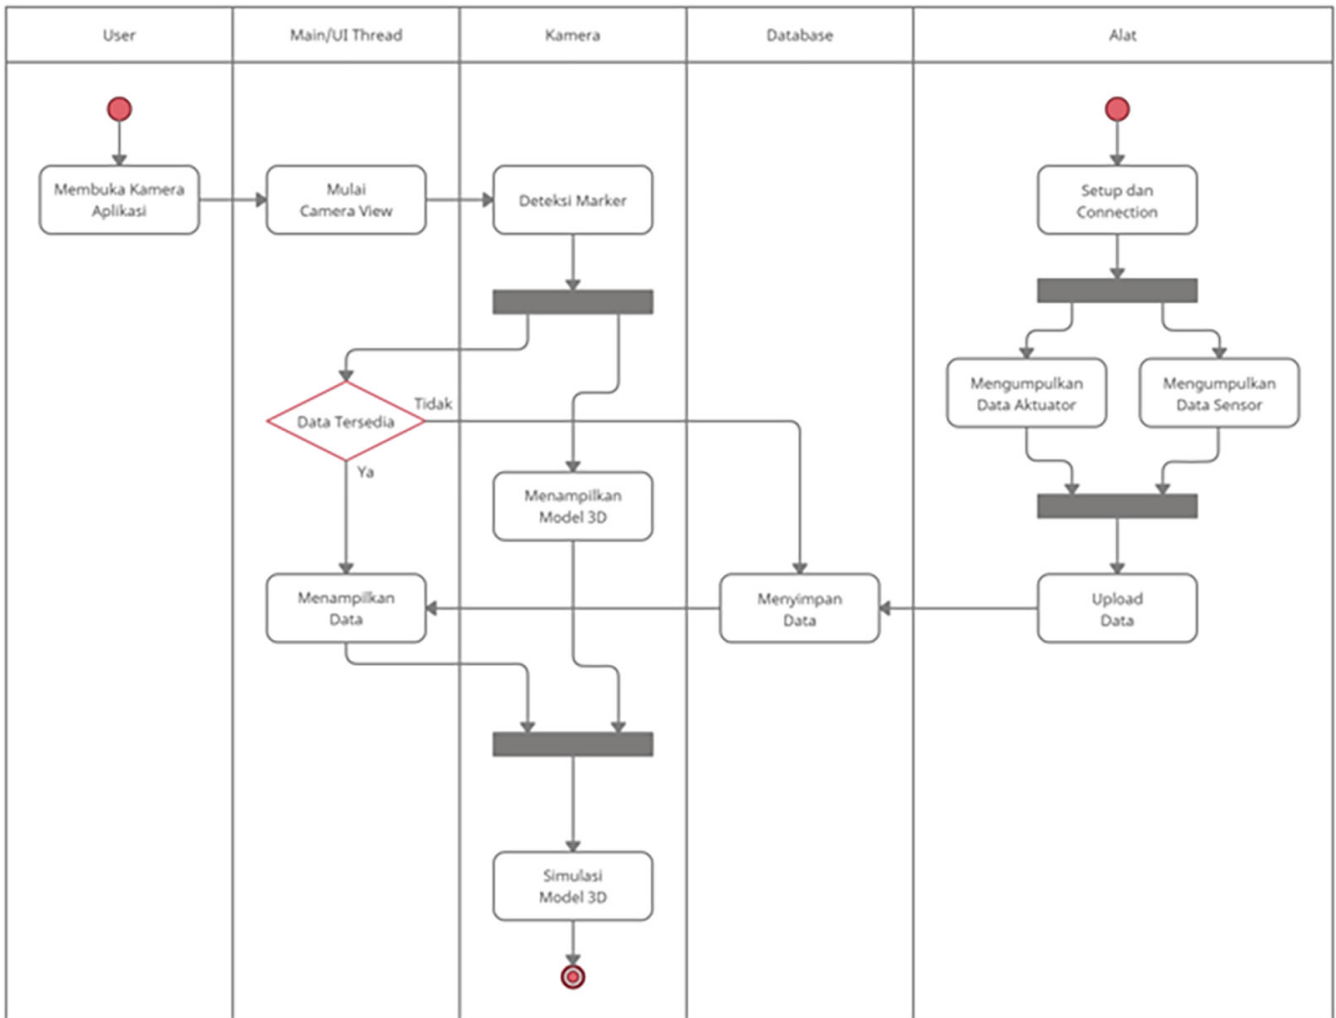 User
Main/UI Thread
Kamera
Database
Alat
Membuka Kamera
Aplikasi
Mulai
Camera View
Deteksi Marker
Setup dan
Connection
Mengumpulkan
Data Aktuator
Mengumpulkan
Data Sensor
Data Tersedia
Tidak
Ya
Menampilkan
Model 3D
Menampilkan
Data
Menyimpan
Data
Upload
Data
Simulasi
Model 3D